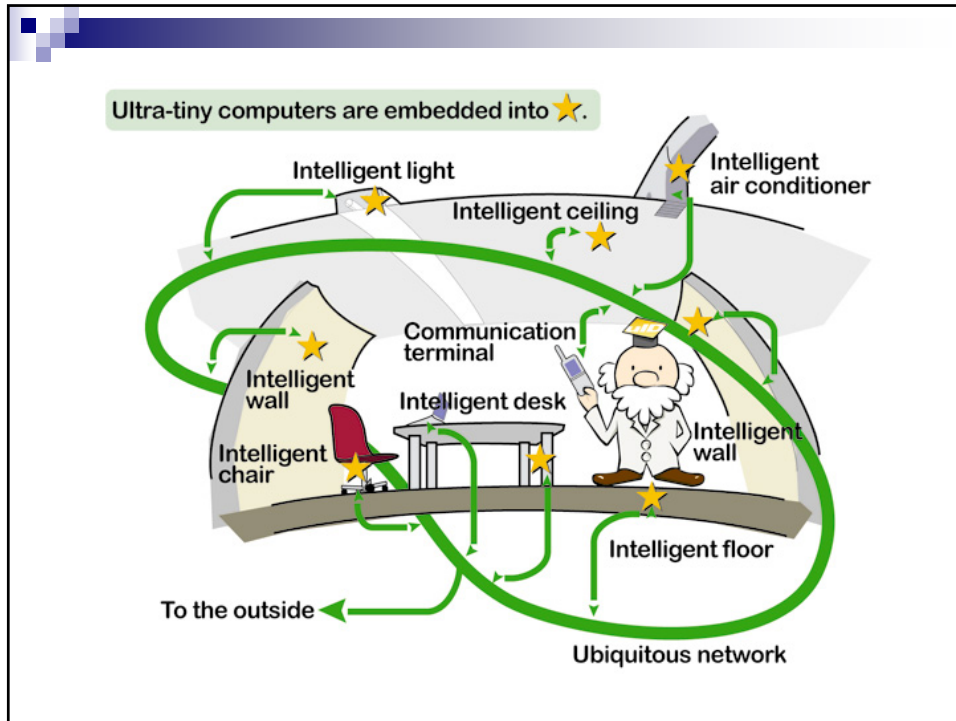 Ultra-tiny computers are embedded into ★.
Intelligent light
Intelligent
air conditioner
Intelligent ceiling
Communication
terminal
UIC
Intelligent
wall
Intelligent desk
Intelligent
wall
Intelligent
chair
Intelligent floor
To the outside
Ubiquitous network